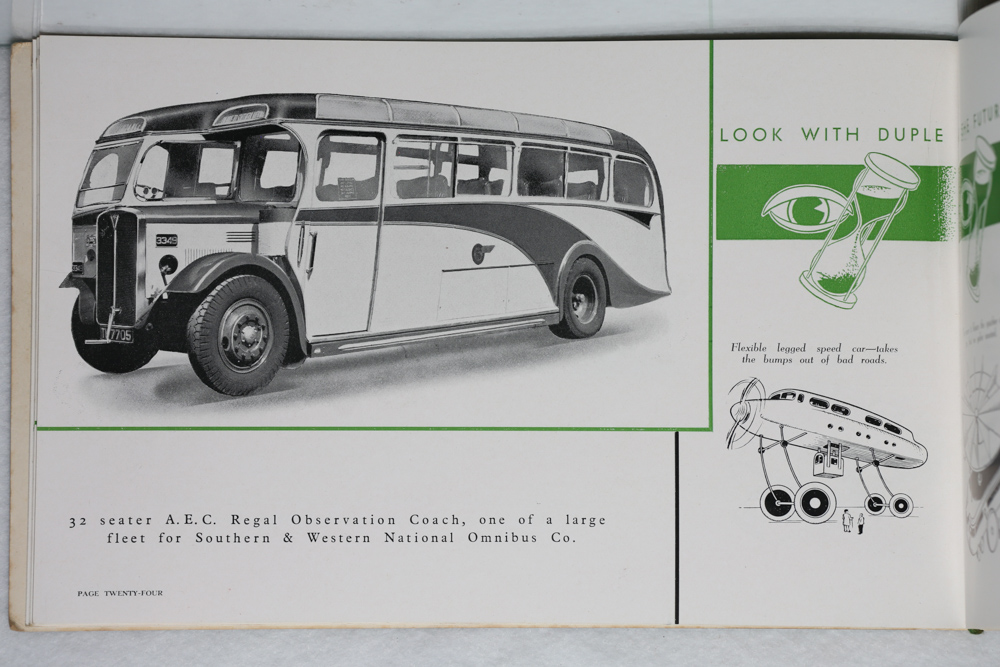 3349
7705
32 seater A.E.C. Regal Observation Coach, one of a large
fleet for Southern & Western National Omnibus Co.
PAGE TWENTY-FOUR
LOOK WITH DUPLE
Flexible legged speed car—takes
the bumps out of bad roads.